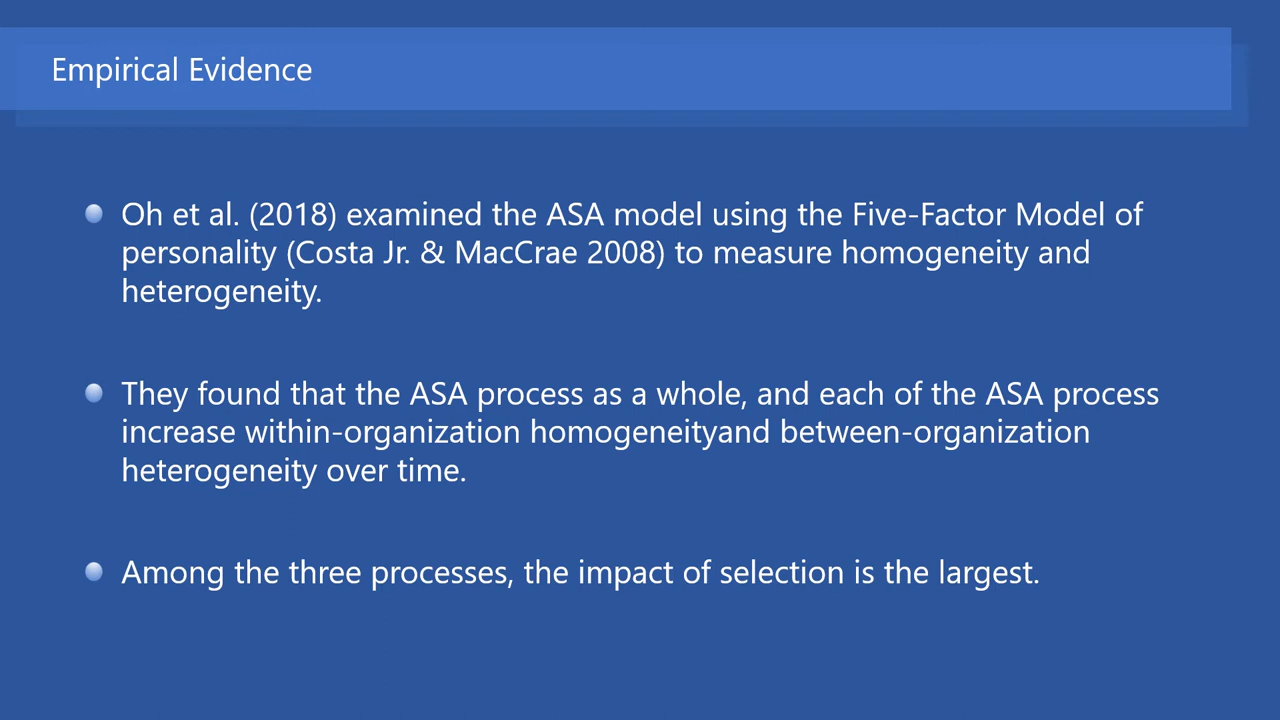 Empirical Evidence
Oh et al. (2018) examined the ASA model using the Five-Factor Model of
personality (Costa Jr. & MacCrae 2008) to measure homogeneity and
heterogeneity.
They found that the ASA process as a whole, and each of the ASA process
increase within-organization homogeneityand between-organization
heterogeneity over time.
Among the three processes, the impact of selection is the largest.